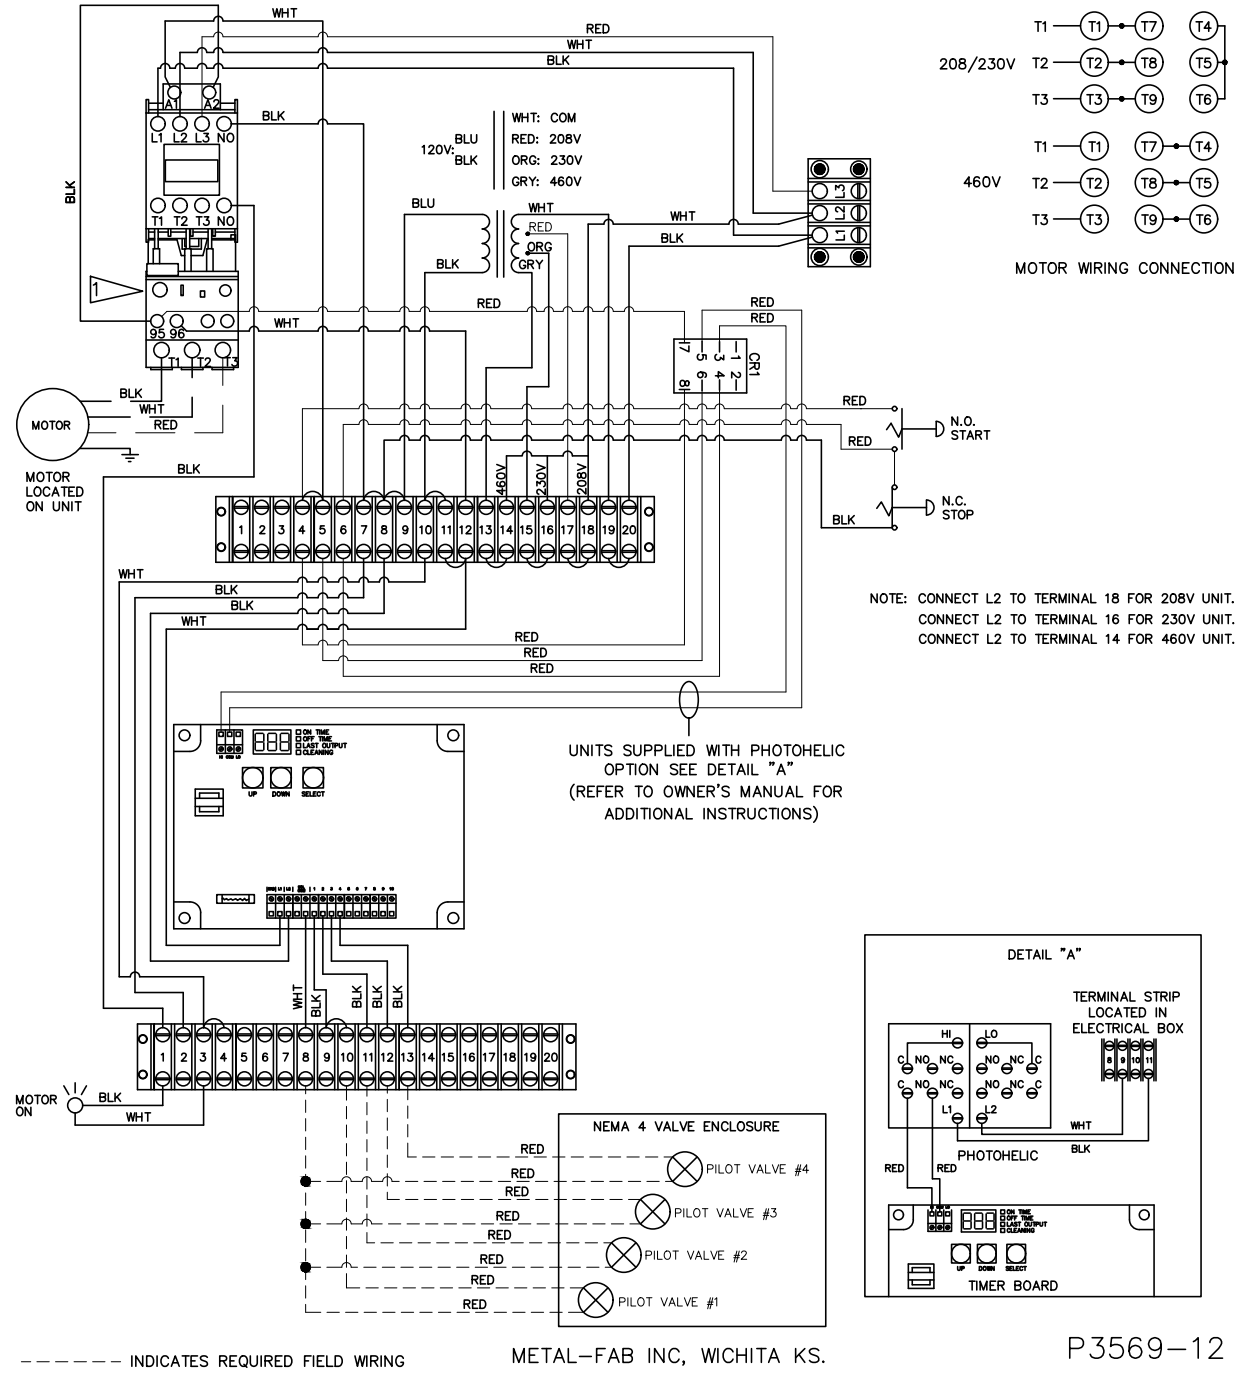 WHT
RED
WHT
BLK
A1 A2
L1 L2 L3 NO
BLK
BLK
T1 T2 T3 NO
1
95 96
T1 T2 T3
WHT: COM
RED: 208V
ORG: 230V
GRY: 460V
120V:
BLU
BLK
BLU
WHT
RED
ORG
GRY
BLK
WHT
BLK
L3
L2
L1
208/230V
T1 T1 T7 T4
T2 T2 T8 T5
T3 T3 T9 T6
460V
T1 T1 T7 T4
T2 T2 T8 T5
T3 T3 T9 T6
MOTOR WIRING CONNECTION
RED
WHT
RED
RED
7 5 3 1
8 6 4 2
CR1
MOTOR
BLK
WHT
RED
MOTOR
LOCATED
ON UNIT
BLK
RED
RED
N.O.
START
N.C.
STOP
BLK
460V
230V
208V
1 2 3 4 5 6 7 8 9 10 11 12 13 14 15 16 17 18 19 20
WHT
BLK
BLK
WHT
RED
RED
RED
NOTE: CONNECT L2 TO TERMINAL 18 FOR 208V UNIT.
CONNECT L2 TO TERMINAL 16 FOR 230V UNIT.
CONNECT L2 TO TERMINAL 14 FOR 460V UNIT.
UNITS SUPPLIED WITH PHOTOHELIC
OPTION SEE DETAIL "A"
(REFER TO OWNER'S MANUAL FOR
ADDITIONAL INSTRUCTIONS)
ON TIME
OFF TIME
LAST OUTPUT
CLEANING
UP DOWN SELECT
1 2 3 4 5 6 7 8 9 10
WHT
BLK
BLK
BLK
BLK
1 2 3 4 5 6 7 8 9 10 11 12 13 14 15 16 17 18 19 20
MOTOR
ON
BLK
WHT
NEMA 4 VALVE ENCLOSURE
RED
RED
PILOT VALVE #4
RED
RED
PILOT VALVE #3
RED
RED
PILOT VALVE #2
RED
RED
PILOT VALVE #1
DETAIL "A"
TERMINAL STRIP
LOCATED IN
ELECTRICAL BOX
8 9 10 11
HI LO
C NO NC NO NC C
C NO NC NO NC C
L1 L2
WHT
BLK
PHOTOHELIC
RED RED
ON TIME
OFF TIME
LAST OUTPUT
CLEANING
UP DOWN SELECT
TIMER BOARD
INDICATES REQUIRED FIELD WIRING
METAL-FAB INC, WICHITA KS.
P3569-12